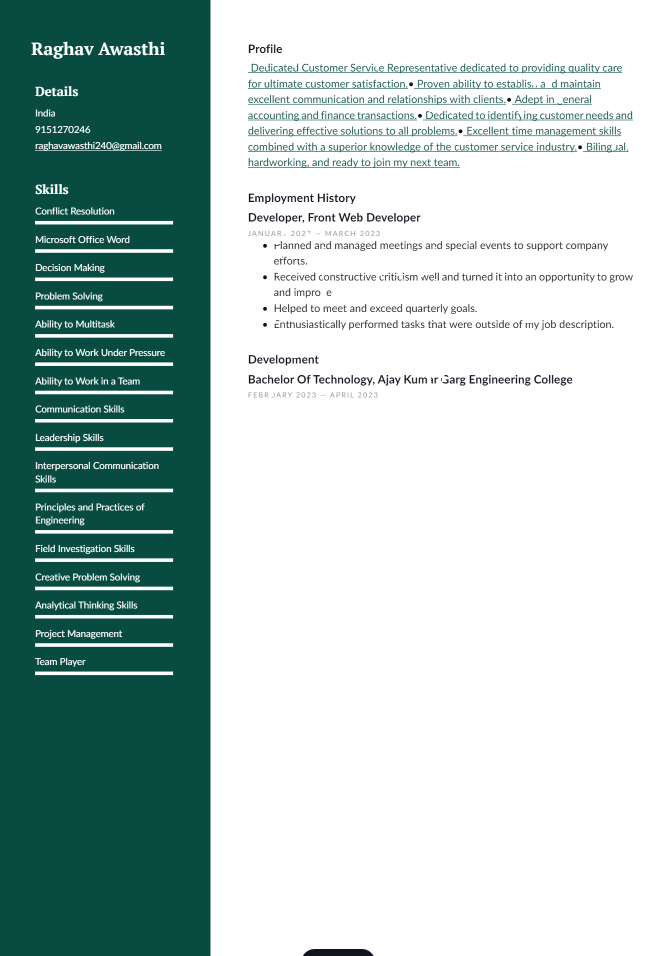 Raghav Awasthi
Details
India
9151270246
raghavawasthi240@gmail.com
Skills
Conflict Resolution
Microsoft Office Word
Decision Making
Problem Solving
Ability to Multitask
Ability to Work Under Pressure
Ability to Work in a Team
Communication Skills
Leadership Skills
Interpersonal Communication
Skills
Principles and Practices of
Engineering
Field Investigation Skills
Creative Problem Solving
Analytical Thinking Skills
Project Management
Team Player
Profile
Dedicated Customer Service Representative dedicated to providing quality care
for ultimate customer satisfaction.• Proven ability to maintain
excellent communication and relationships with clients.• Adept in
accounting and finance transactions.• Dedicated to identifying customer needs and
delivering effective solutions to all problems.• Excellent time management skills
combined with a superior knowledge of the customer service industry.• Bilingual,
hardworking, and ready to join my next team.
Employment History
Developer, Front Web Developer
— MARCH 2023
• Planned and managed meetings and special events to support company
efforts.
• Received constructive criticism well and turned it into an opportunity to grow
and
• Helped to meet and exceed quarterly goals.
• Enthusiastically performed tasks that were outside of my job description.
Development
Bachelor Of Technology, Ajay Kumar Garg Engineering College
FEBRUARY 2023 — APRIL 2023